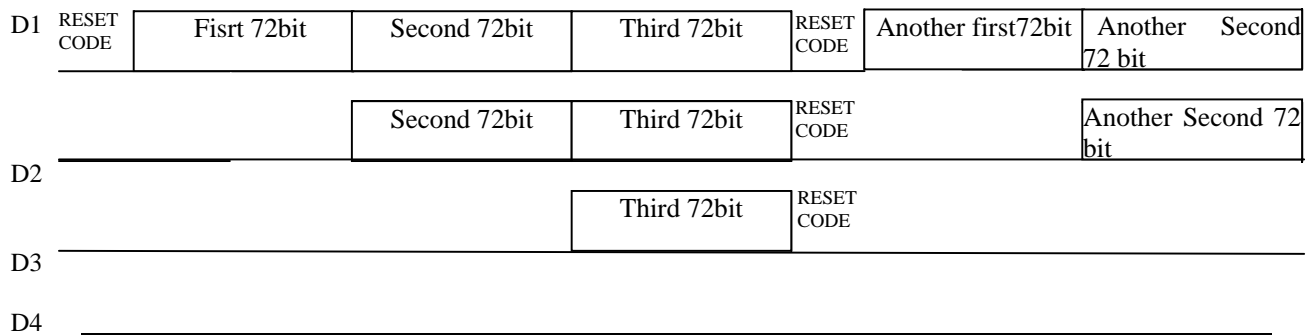 D1 RESET CODE Fisrt 72bit Second 72bit Third 72bit RESET CODE Another first72bit Another Second 72 bit
Second 72bit Third 72bit RESET CODE Another Second 72 bit
D2
Third 72bit RESET CODE
D3
D4